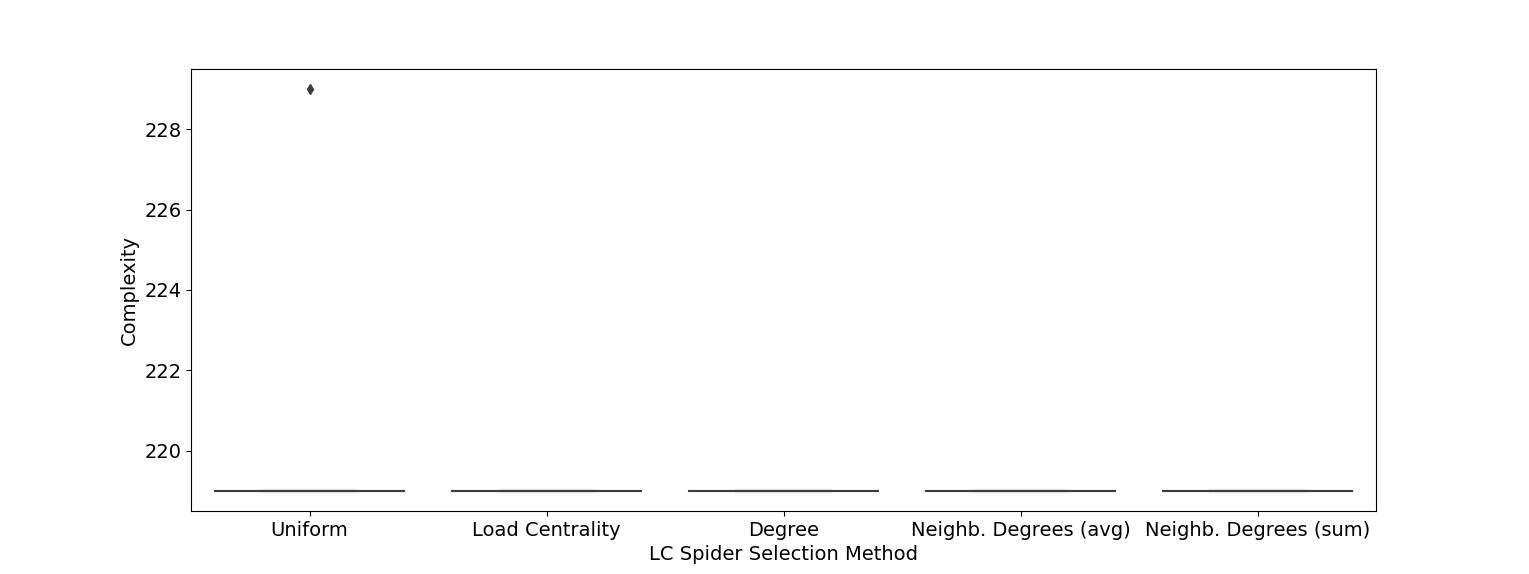 228
226
224
222
220
Complexity
Uniform
Load Centrality
Degree
Neighb. Degrees (avg)
Neighb. Degrees (sum)
LC Spider Selection Method